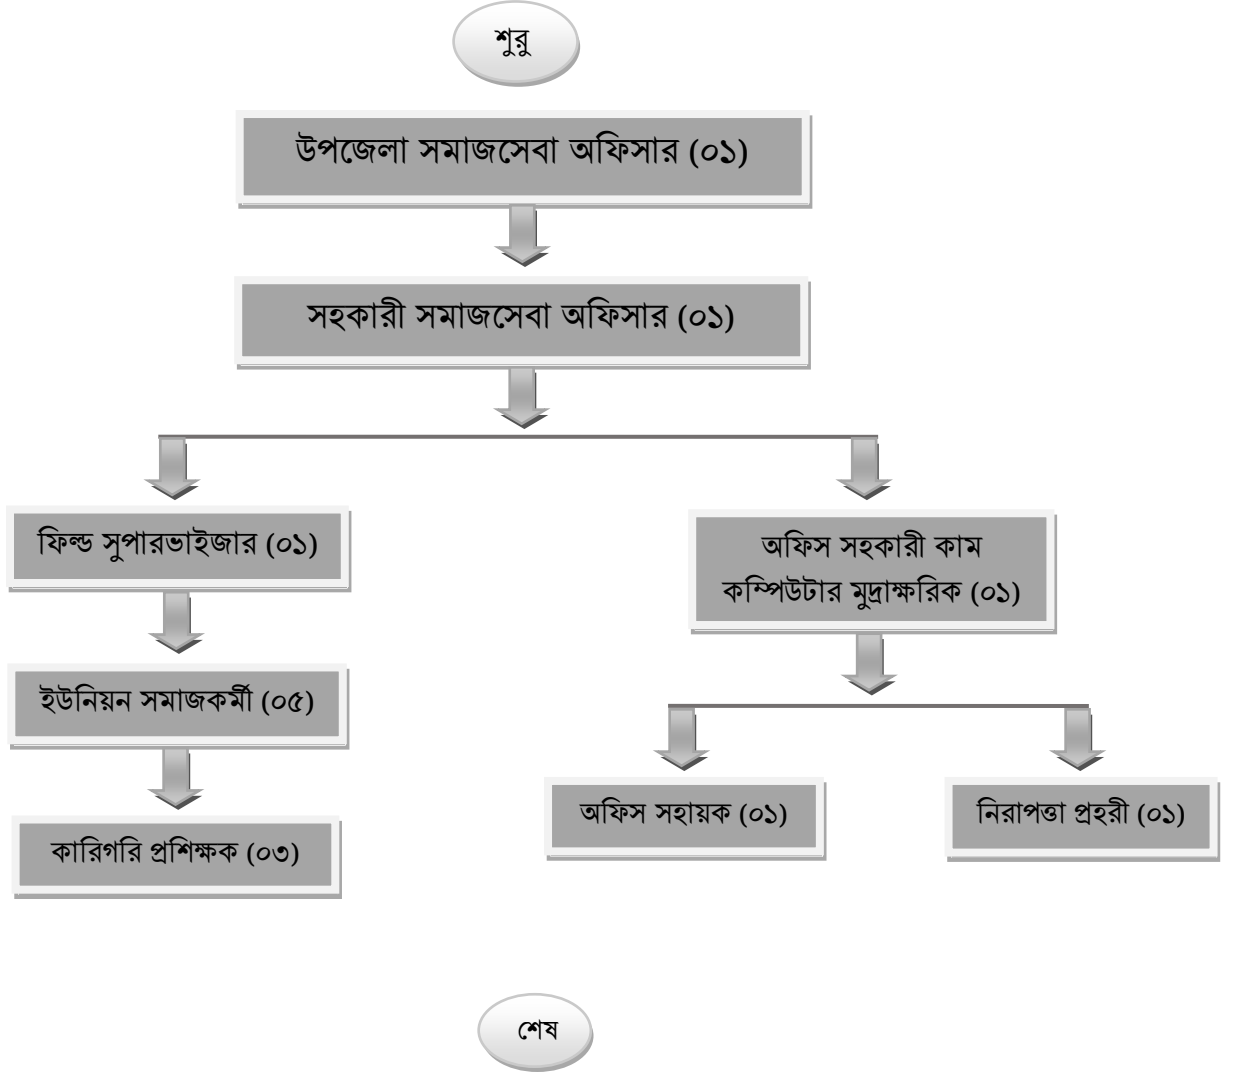 শুরু
উপজেলা সমাজসেবা অফিসার (০১)
সহকারী সমাজসেবা অফিসার (০১)
ফিল্ড সুপারভাইজার (০১)
অফিস সহকারী কাম
কম্পিউটার মুদ্রাক্ষরিক (০১)
ইউনিয়ন সমাজকর্মী (০৫)
অফিস সহায়ক (০১)
নিরাপত্তা প্রহরী (০১)
কারিগরি প্রশিক্ষক (০৩)
শেষ